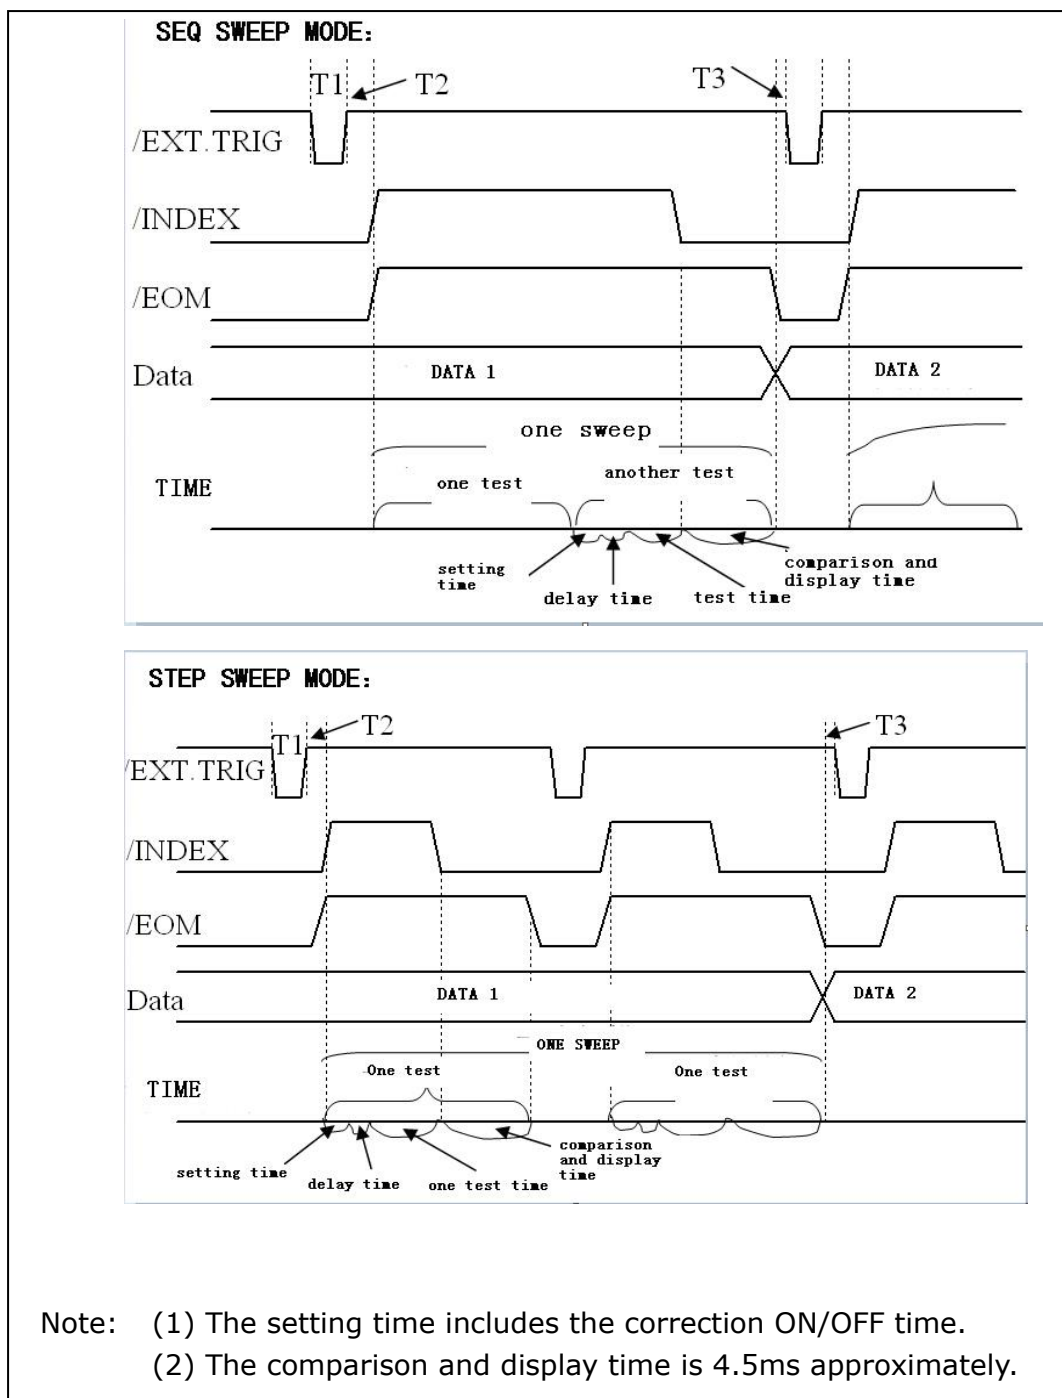 SEQ SWEEP MODE:
T1
T2
T3
/EXT.TRIG
/INDEX
/EOM
Data
DATA 1
DATA 2
one sweep
one test
another test
TIME
setting
time
delay time
test time
comparison and
display time
STEP SWEEP MODE:
T1
T2
T3
/EXT.TRIG
/INDEX
/EOM
Data
DATA 1
DATA 2
ONE SWEEP
One test
One test
TIME
setting time
delay time
one test time
comparison
and display
time
Note: (1) The setting time includes the correction ON/OFF time.
(2) The comparison and display time is 4.5ms approximately.